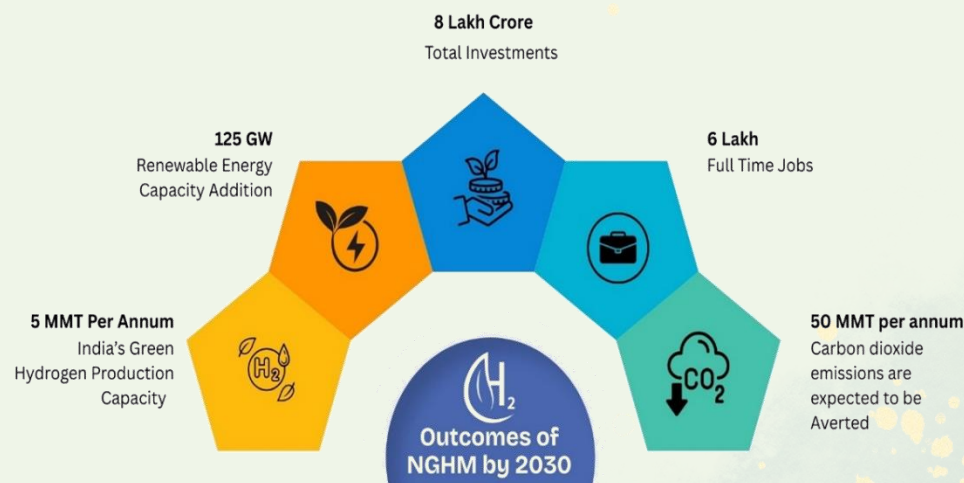 8 Lakh Crore
Total Investments
125 GW
Renewable Energy
Capacity Addition
6 Lakh
Full Time Jobs
5 MMT Per Annum
India's Green
Hydrogen Production
Capacity
H₂
50 MMT per annum
Carbon dioxide
emissions are
expected to be
Averted
CO₂
H₂
Outcomes of
NGHM by 2030